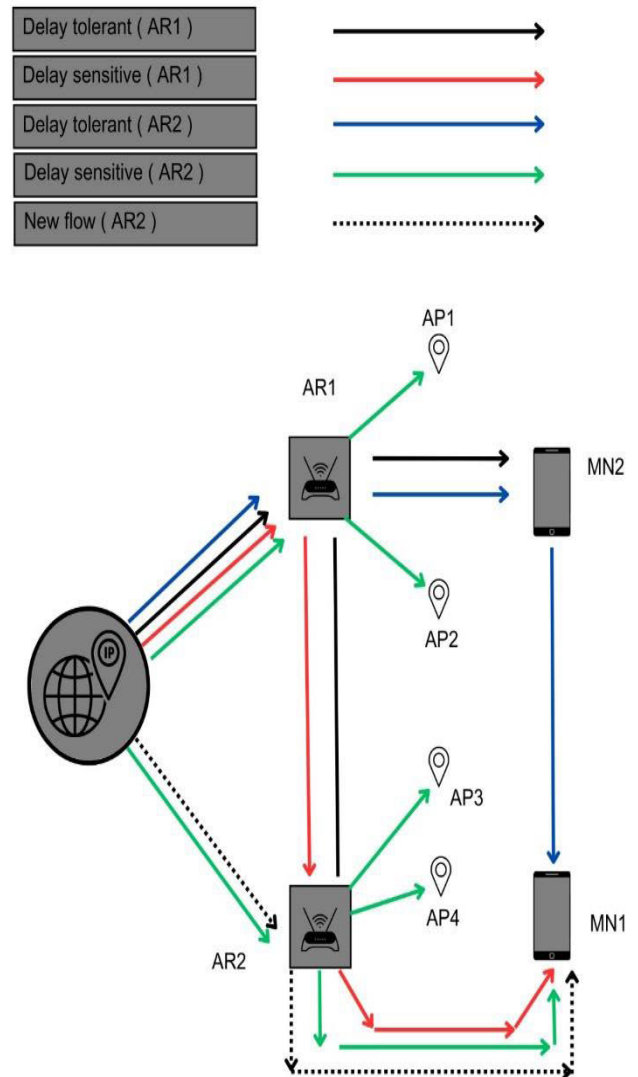 Delay tolerant ( AR1 )
Delay sensitive ( AR1 )
Delay tolerant ( AR2 )
Delay sensitive ( AR2 )
New flow ( AR2 )
AP1
AR1
MN2
AP2
IP
AP3
AP4
MN1
AR2